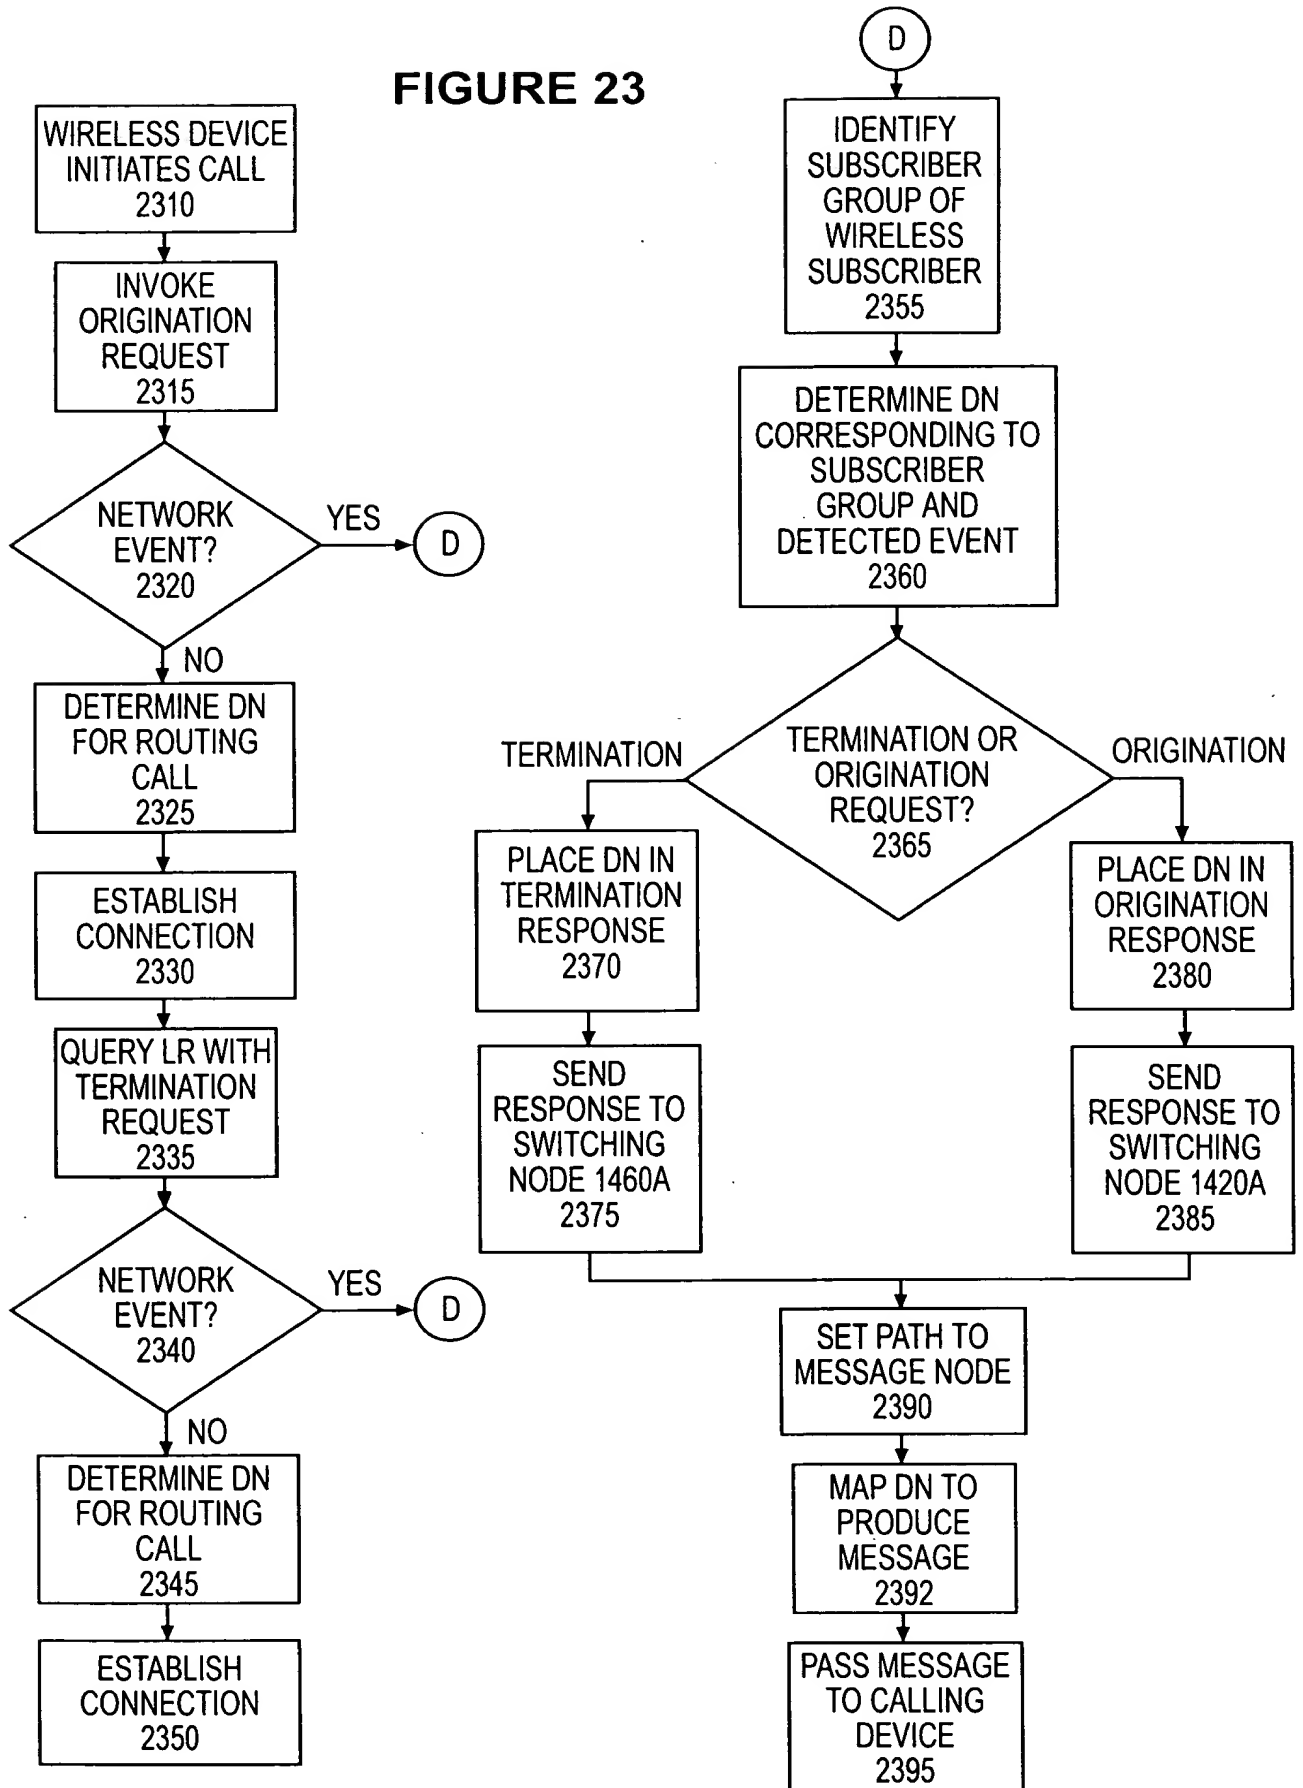 FIGURE 23
WIRELESS DEVICE
INITIATES CALL
2310
INVOKE
ORIGINATION
REQUEST
2315
NETWORK
EVENT?
2320
YES
D
NO
DETERMINE DN
FOR ROUTING
CALL
2325
ESTABLISH
CONNECTION
2330
QUERY LR WITH
TERMINATION
REQUEST
2335
NETWORK
EVENT?
2340
YES
D
NO
DETERMINE DN
FOR ROUTING
CALL
2345
ESTABLISH
CONNECTION
2350
D
IDENTIFY
SUBSCRIBER
GROUP OF
WIRELESS
SUBSCRIBER
2355
DETERMINE DN
CORRESPONDING TO
SUBSCRIBER
GROUP AND
DETECTED EVENT
2360
TERMINATION OR
ORIGINATION
REQUEST?
2365
TERMINATION
PLACE DN IN
TERMINATION
RESPONSE
2370
SEND
RESPONSE TO
SWITCHING
NODE 1460A
2375
ORIGINATION
PLACE DN IN
ORIGINATION
RESPONSE
2380
SEND
RESPONSE TO
SWITCHING
NODE 1420A
2385
SET PATH TO
MESSAGE NODE
2390
MAP DN TO
PRODUCE
MESSAGE
2392
PASS MESSAGE
TO CALLING
DEVICE
2395